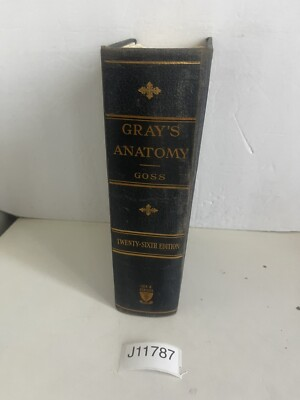 GRAY'S
ANATOMY
GOSS
TWENTY-SIXTH EDITION
J11787